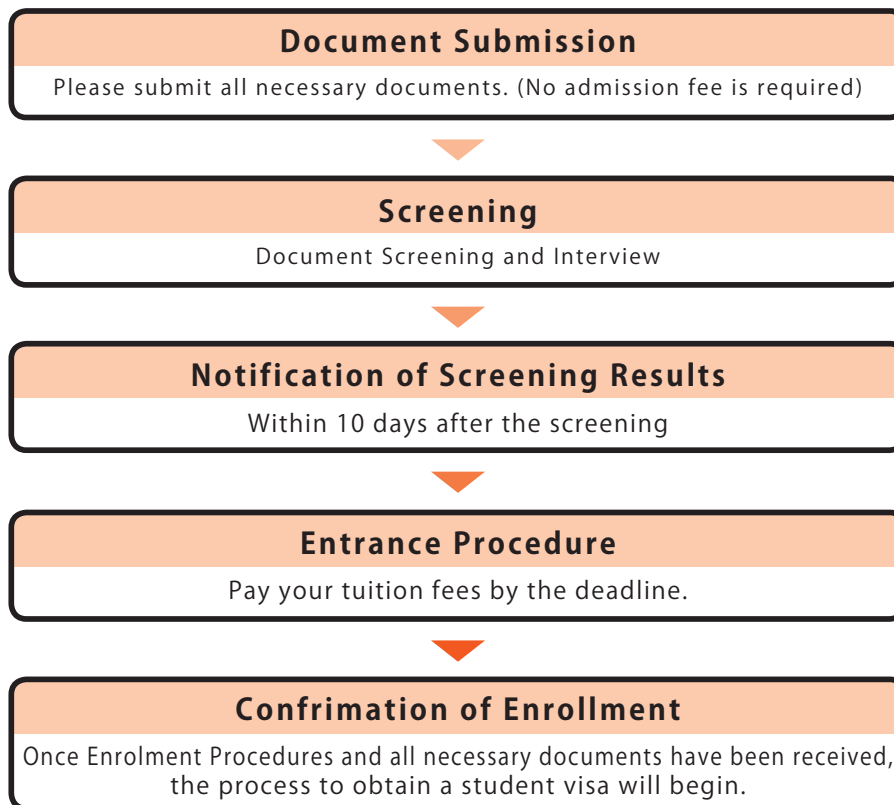 Document Submission
Please submit all necessary documents. (No admission fee is required)
Screening
Document Screening and Interview
Notification of Screening Results
Within 10 days after the screening
Entrance Procedure
Pay your tuition fees by the deadline.
Confrimation of Enrollment
Once Enrolment Procedures and all necessary documents have been received,
the process to obtain a student visa will begin.